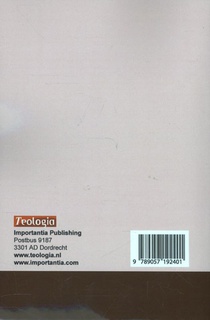 Teologia
Importantia Publishing
Postbus 9187
3301 AD Dordrecht
www.teologia.nl
www.importantia.com
9 789057 192401